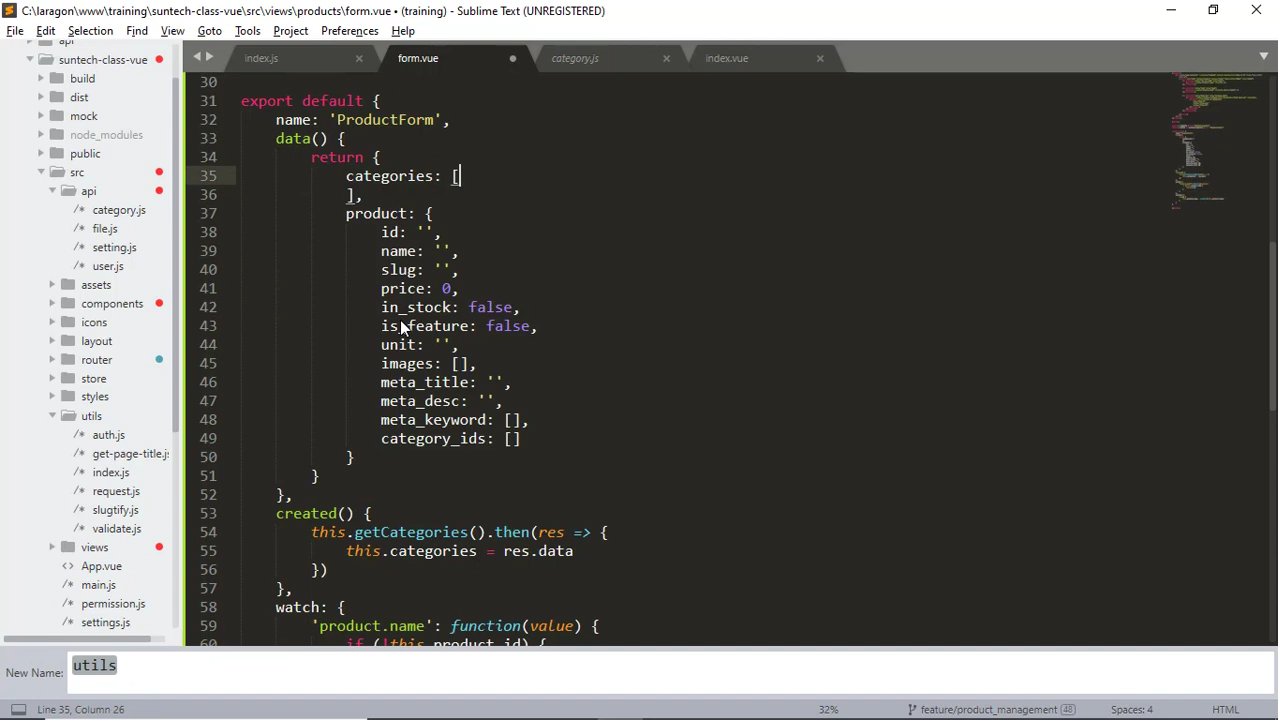 C:\laragon\www\training\suntech-class-vue\src\views\products\form.vue • (training) - Sublime Text (UNREGISTERED)
File Edit Selection Find View Goto Tools Project Preferences Help
index.js form.vue category.js index.vue
api
suntech-class-vue
build
dist
mock
node_modules
public
src
api
category.js
file.js
setting.js
user.js
assets
components
icons
layout
router
store
styles
utils
auth.js
get-page-title.js
index.js
request.js
slugtify.js
validate.js
views
App.vue
main.js
permission.js
settings.js
30
31 export default {
32 name: 'ProductForm',
33 data() {
34 return {
35 categories: [
36 ],
37 product: {
38 id: '',
39 name: '',
40 slug: '',
41 price: 0,
42 in_stock: false,
43 is_feature: false,
44 unit: '',
45 images: [],
46 meta_title: '',
47 meta_desc: '',
48 meta_keyword: [],
49 category_ids: []
50 }
51 }
52 },
53 created() {
54 this.getCategories().then(res => {
55 this.categories = res.data
56 })
57 },
58 watch: {
59 'product.name': function(value) {
60 if (!this.product.id) {
New Name: utils
Line 35, Column 26 32% feature/product_management 48 Spaces: 4 HTML